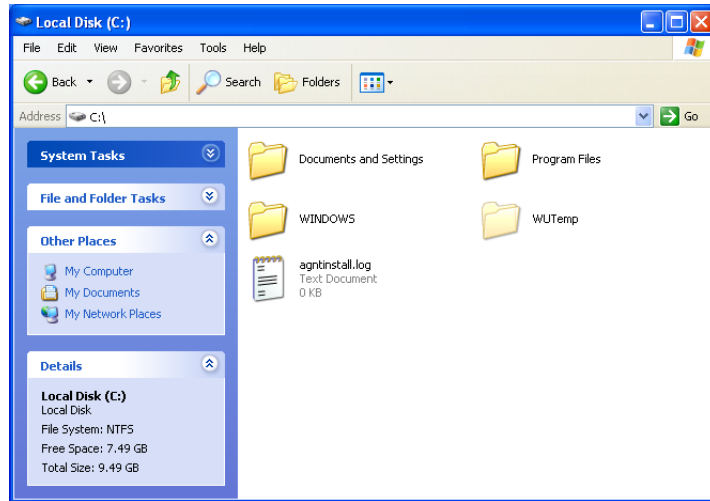 Local Disk (C:)
File Edit View Favorites Tools Help
Back Search Folders
Address C:\ Go
System Tasks
File and Folder Tasks
Other Places
My Computer
My Documents
My Network Places
Details
Local Disk (C:)
Local Disk
File System: NTFS
Free Space: 7.49 GB
Total Size: 9.49 GB
Documents and Settings
Program Files
WINDOWS
WUTemp
agntinstall.log
Text Document
0 KB